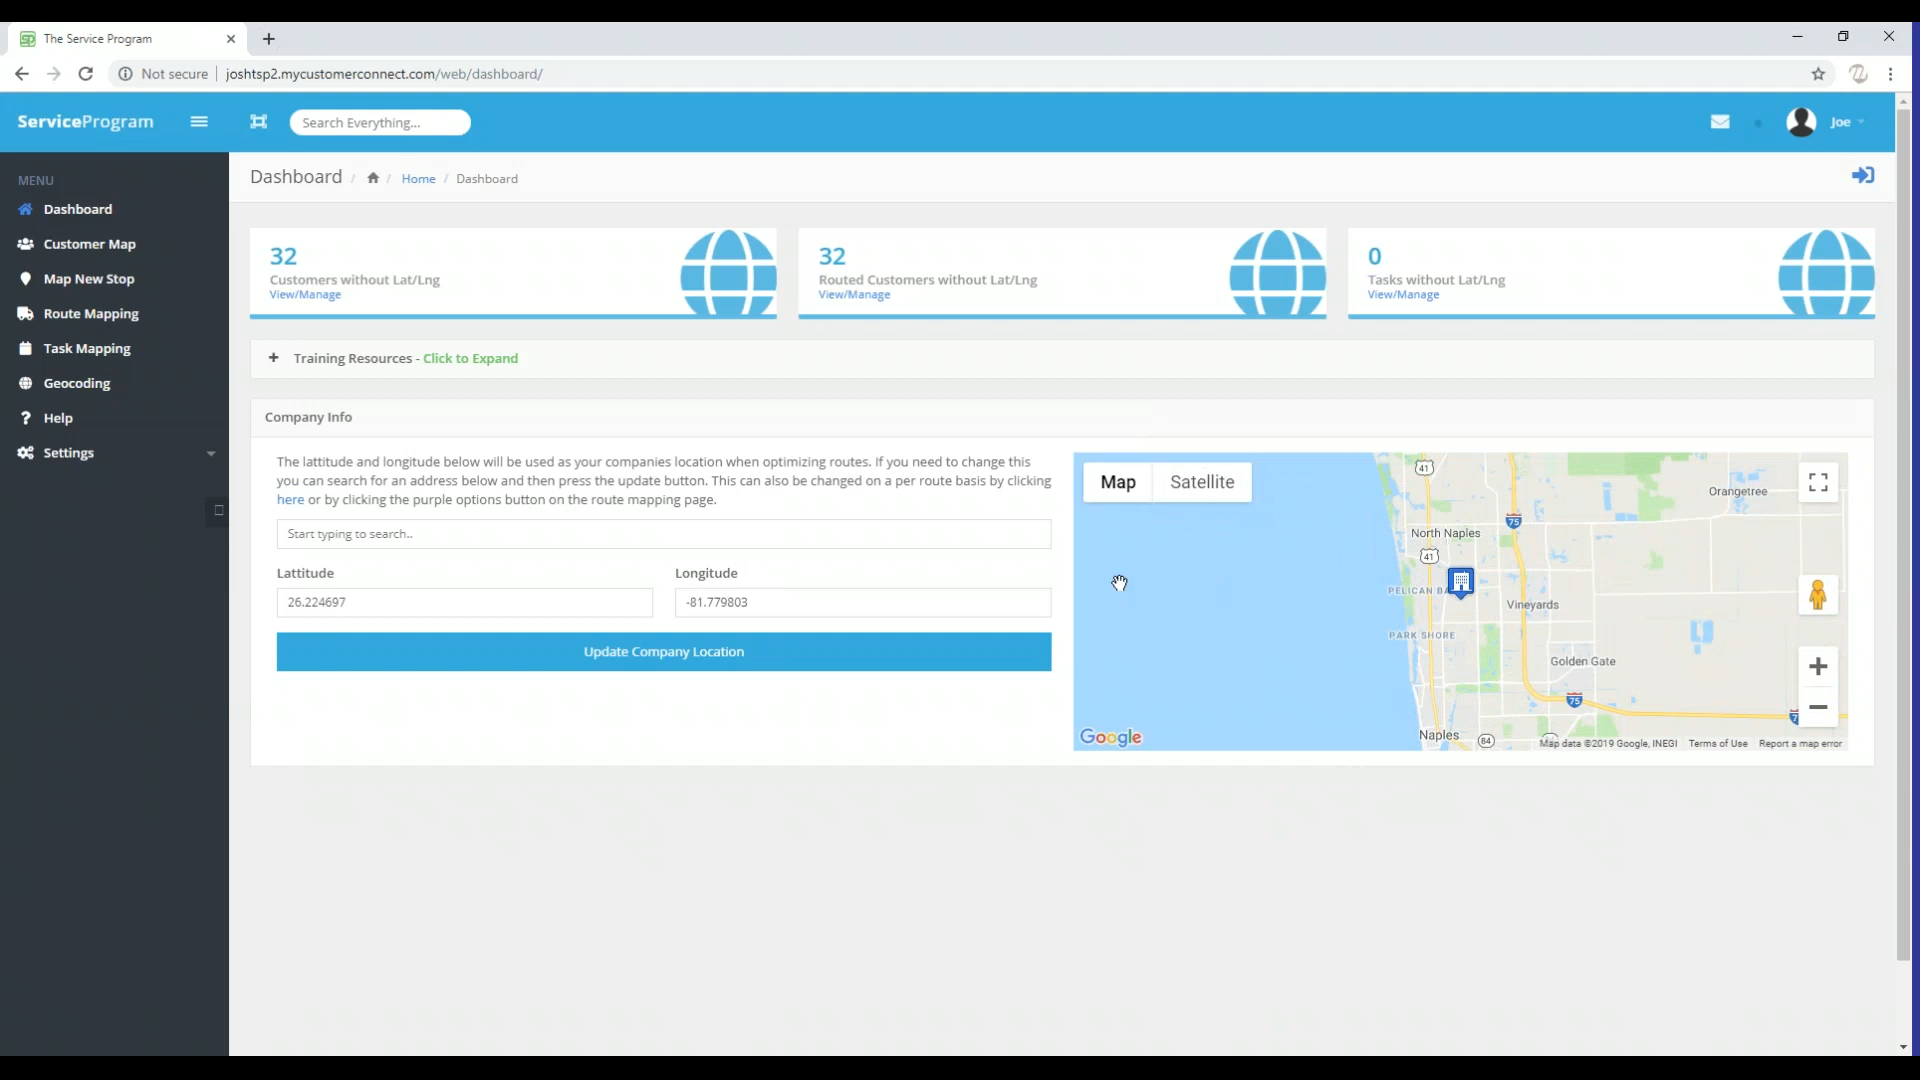 The Service Program
Not secure
joshtsp2.mycustomerconnect.com/web/dashboard/
ServiceProgram
Search Everything...
Joe
MENU
Dashboard
Customer Map
Map New Stop
Route Mapping
Task Mapping
Geocoding
Help
Settings
Dashboard / / Home / Dashboard
32
Customers without Lat/Lng
View/Manage
32
Routed Customers without Lat/Lng
View/Manage
0
Tasks without Lat/Lng
View/Manage
+ Training Resources - Click to Expand
Company Info
The lattitude and longitude below will be used as your companies location when optimizing routes. If you need to change this
you can search for an address below and then press the update button. This can also be changed on a per route basis by clicking
here or by clicking the purple options button on the route mapping page.
Start typing to search..
Lattitude
Longitude
26.224697
-81.779803
Update Company Location
Map
Satellite
41
Orangetree
75
North Naples
41
PELICAN BA
Vineyards
PARK SHORE
Golden Gate
75
Naples
84
Google
Map data ©2019 Google, INEGI
Terms of Use
Report a map error